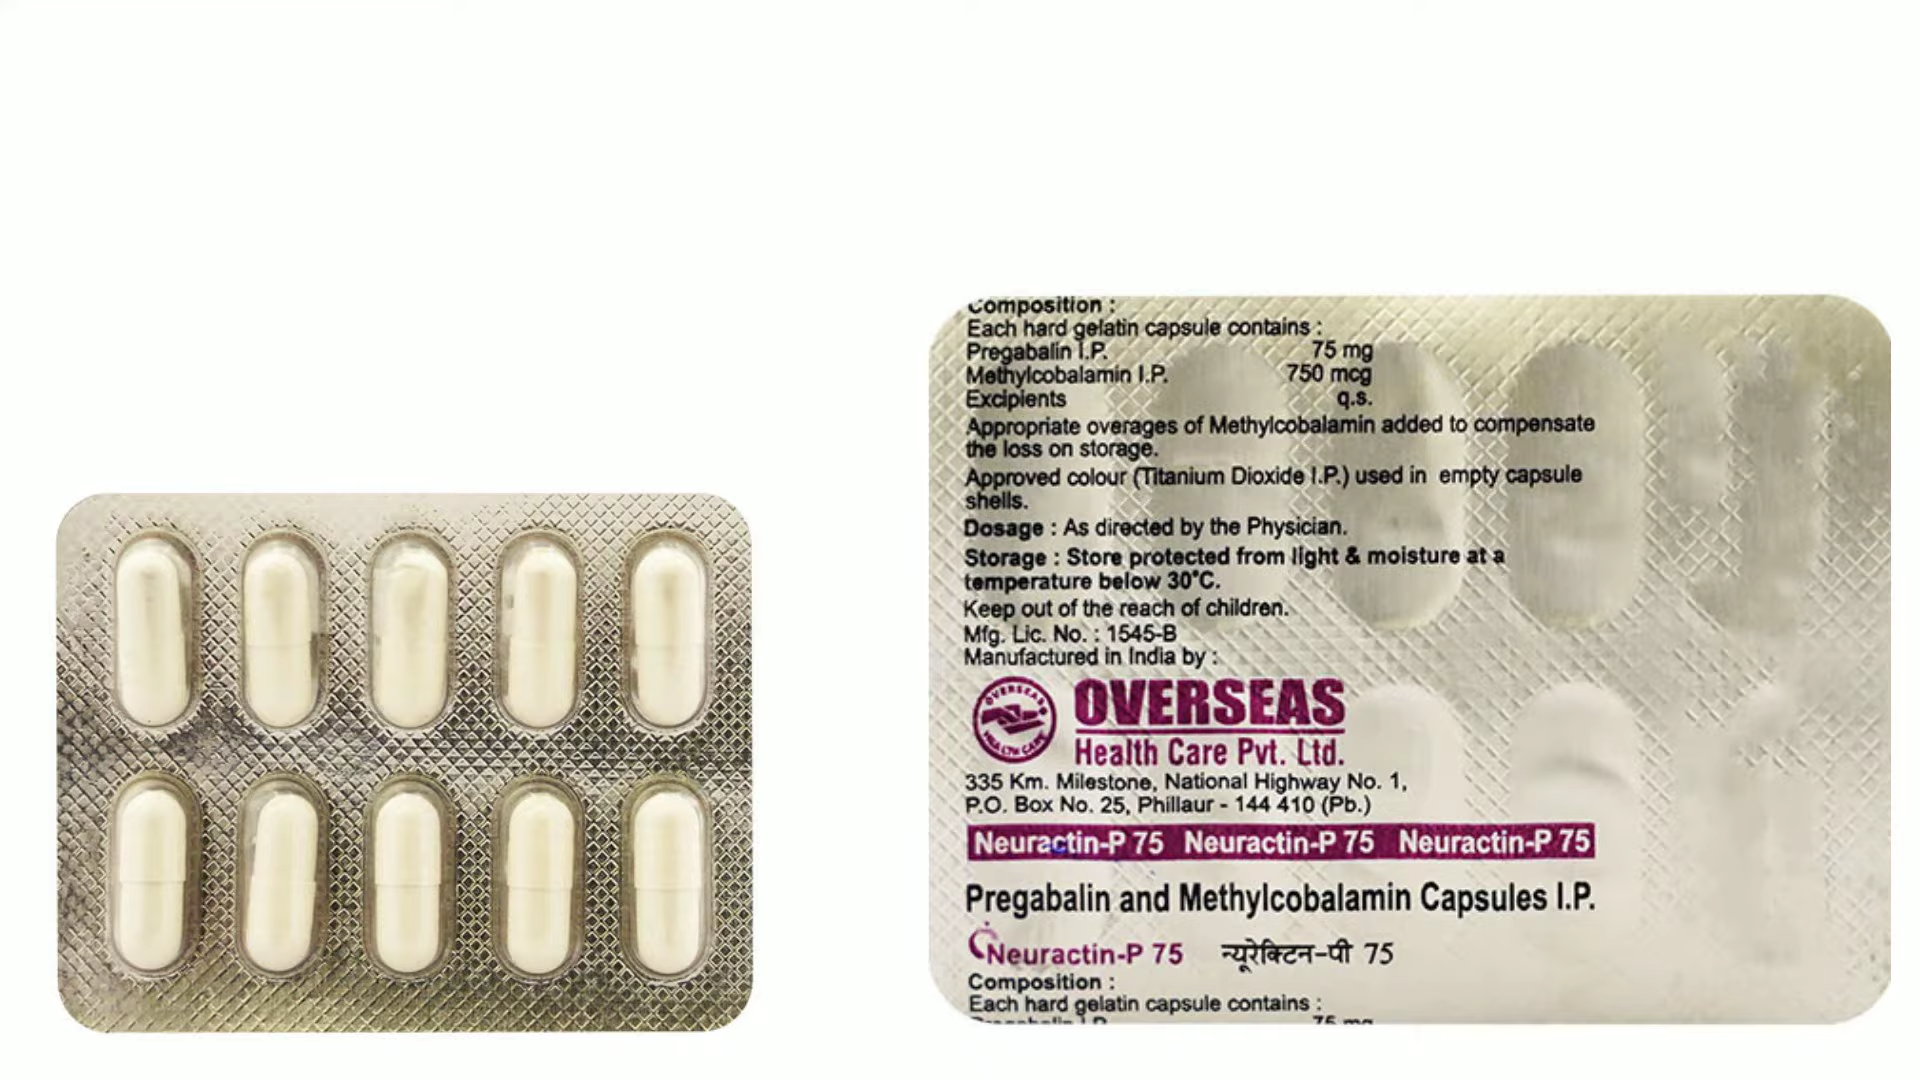 Composition :
Each hard gelatin capsule contains :
Pregabalin I.P. 75 mg
Methylcobalamin I.P. 750 mcg
Excipients q.s.
Appropriate overages of Methylcobalamin added to compensate
the loss on storage.
Approved colour (Titanium Dioxide I.P.) used in empty capsule
shells.
Dosage : As directed by the Physician.
Storage : Store protected from light & moisture at a
temperature below 30°C.
Keep out of the reach of children.
Mfg. Lic. No. : 1545-B
Manufactured in India by :
OVERSEAS
HEALTH CARE
OVERSEAS
Health Care Pvt. Ltd.
335 Km. Milestone, National Highway No. 1,
P.O. Box No. 25, Phillaur - 144 410 (Pb.)
Neuractin-P 75 Neuractin-P 75 Neuractin-P 75
Pregabalin and Methylcobalamin Capsules I.P.
Neuractin-P 75 न्यूरेक्टिन-पी 75
Composition :
Each hard gelatin capsule contains :